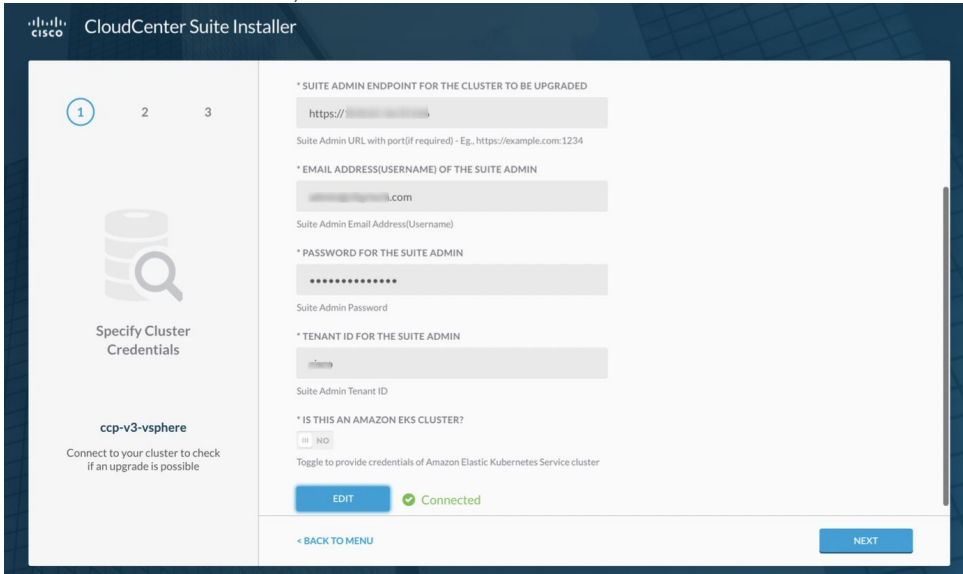 CISCO CloudCenter Suite Installer
1 2 3
Specify Cluster
Credentials
ccp-v3-vsphere
Connect to your cluster to check
if an upgrade is possible
* SUITE ADMIN ENDPOINT FOR THE CLUSTER TO BE UPGRADED
https://
Suite Admin URL with port(if required) - Eg., https://example.com:1234
* EMAIL ADDRESS(USERNAME) OF THE SUITE ADMIN
.com
Suite Admin Email Address(Username)
* PASSWORD FOR THE SUITE ADMIN
••••••••••••••
Suite Admin Password
* TENANT ID FOR THE SUITE ADMIN
Suite Admin Tenant ID
* IS THIS AN AMAZON EKS CLUSTER?
NO
Toggle to provide credentials of Amazon Elastic Kubernetes Service cluster
EDIT Connected
< BACK TO MENU NEXT